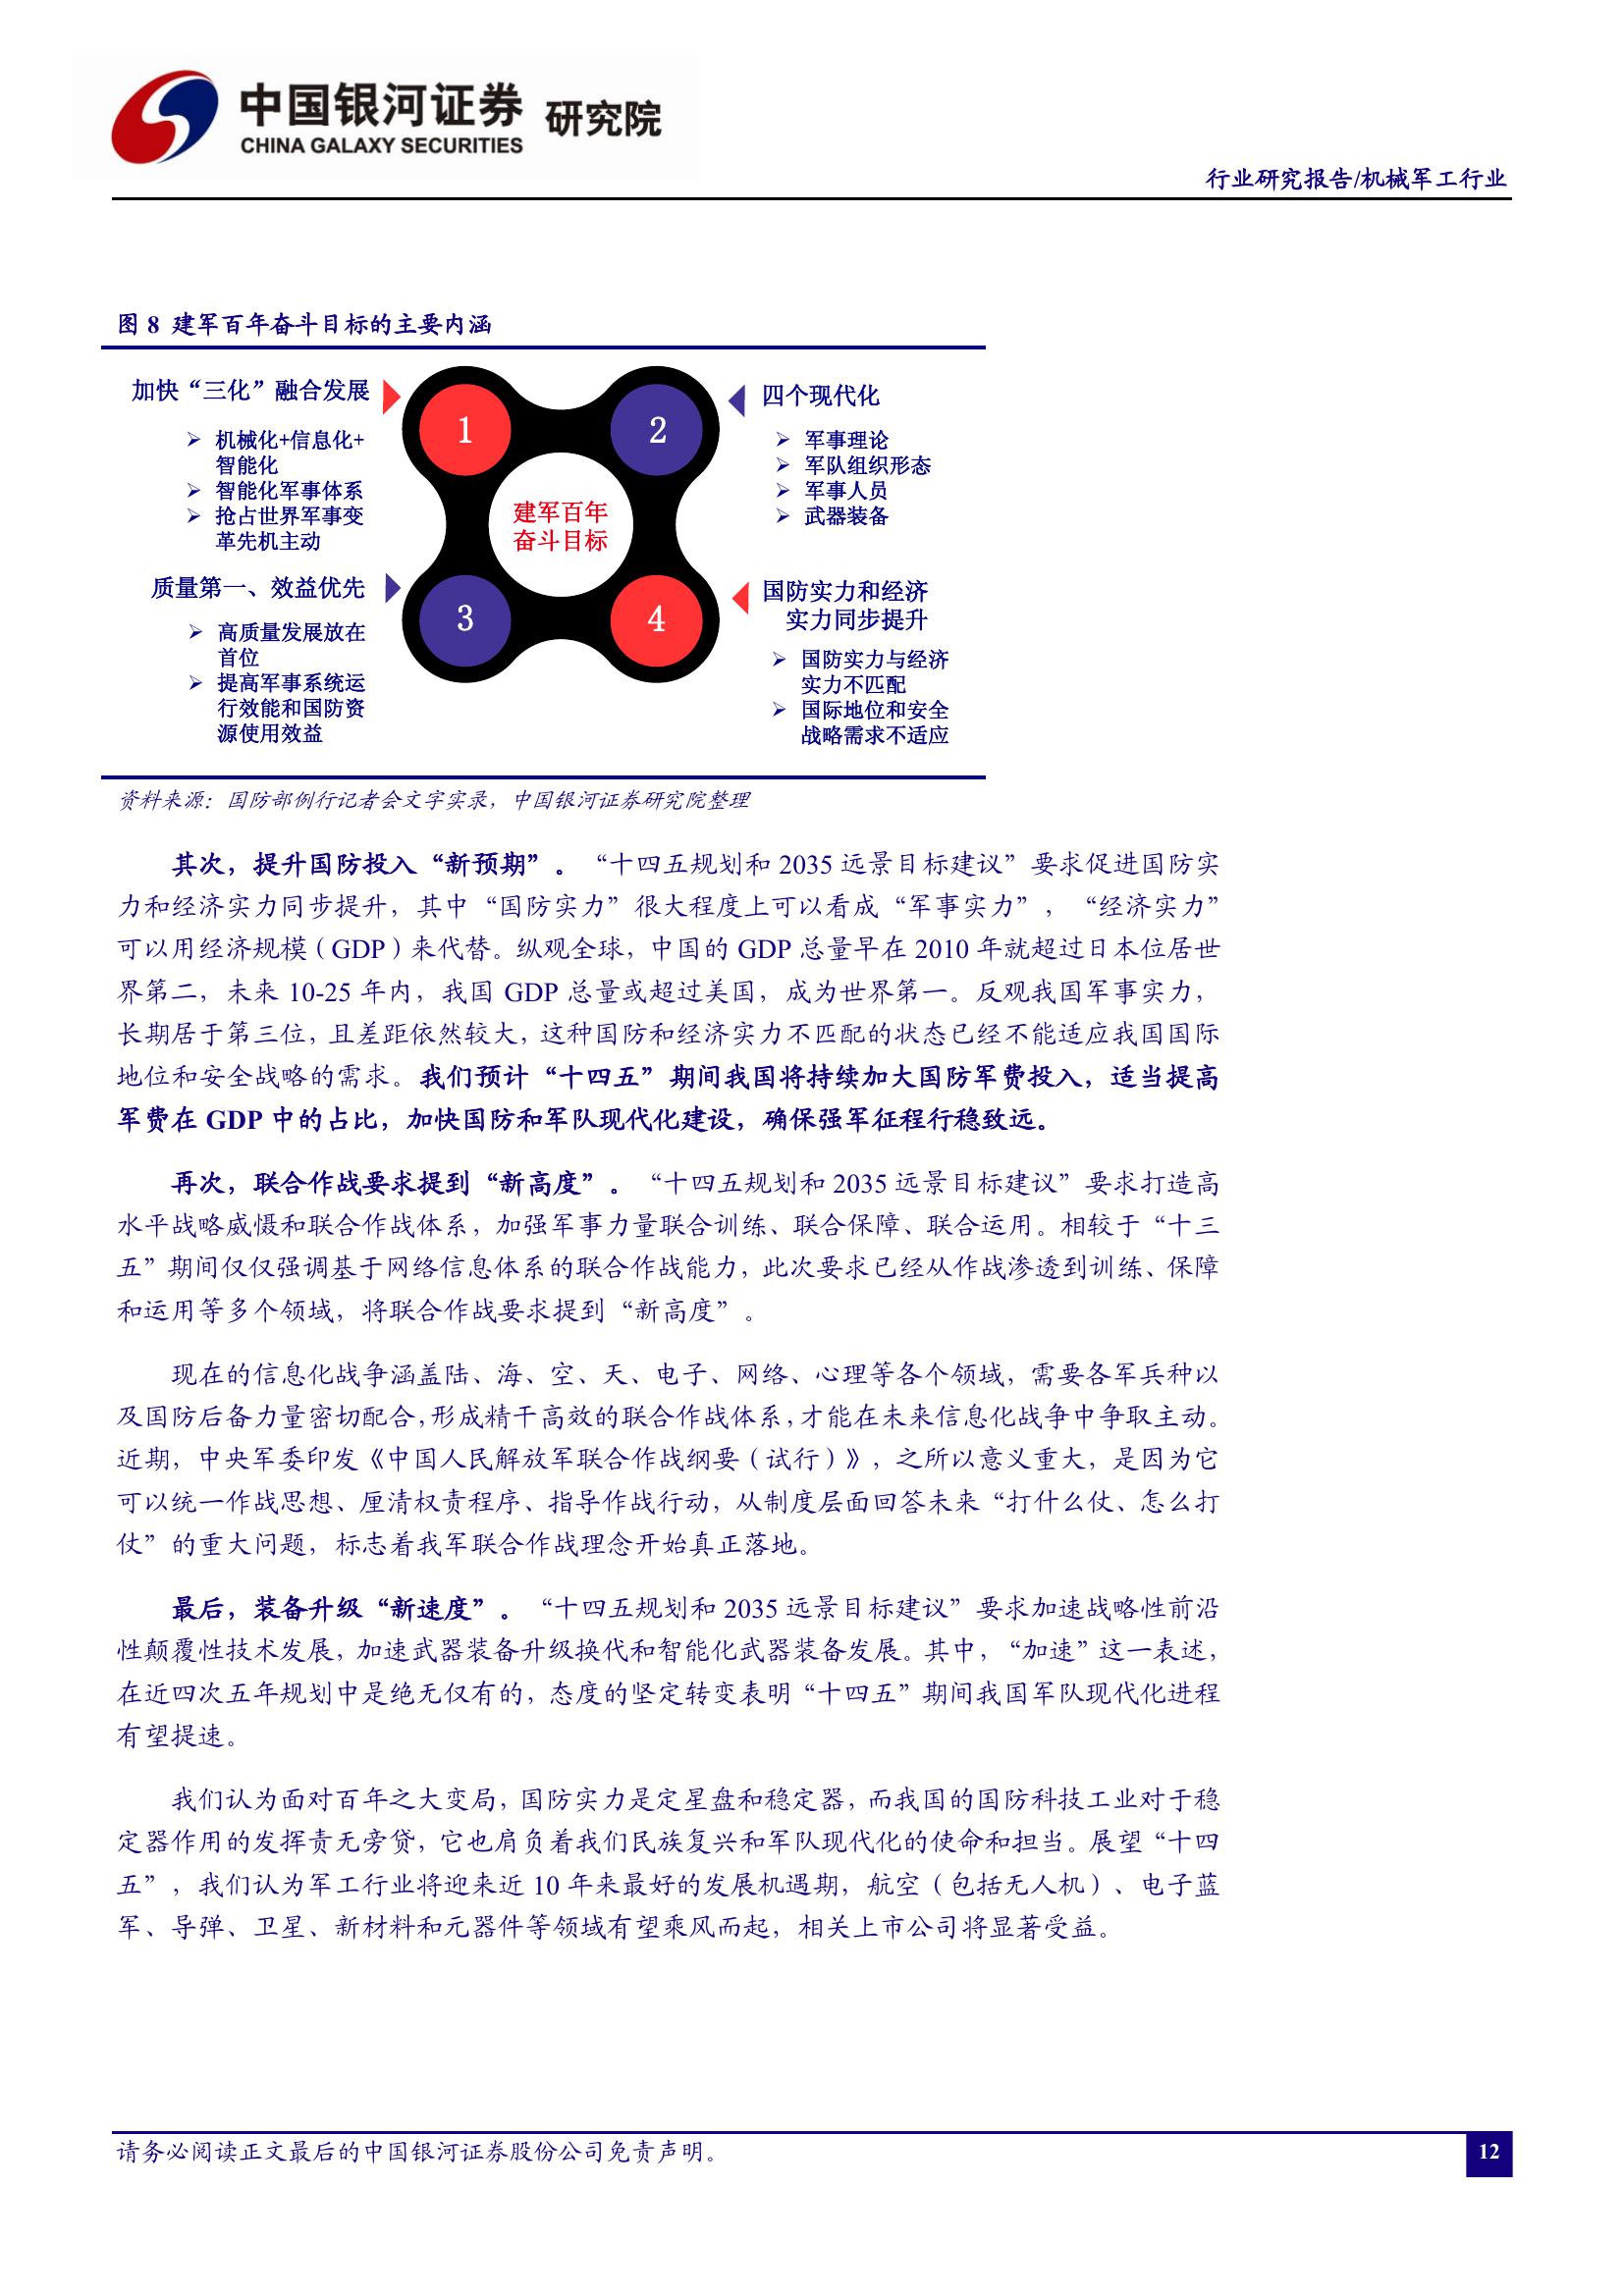 中国银河证券 研究院
CHINA GALAXY SECURITIES
行业研究报告/机械军工行业
图 8 建军百年奋斗目标的主要内涵
加快“三化”融合发展
➢ 机械化+信息化+
智能化
➢ 智能化军事体系
➢ 抢占世界军事变
革先机主动
1
2
四个现代化
➢ 军事理论
➢ 军队组织形态
➢ 军事人员
➢ 武器装备
建军百年
奋斗目标
质量第一、效益优先
➢ 高质量发展放在
首位
➢ 提高军事系统运
行效能和国防资
源使用效益
3
4
国防实力和经济
实力同步提升
➢ 国防实力与经济
实力不匹配
➢ 国际地位和安全
战略需求不适应
资料来源：国防部例行记者会文字实录，中国银河证券研究院整理
其次，提升国防投入“新预期”。“十四五规划和 2035 远景目标建议”要求促进国防实
力和经济实力同步提升，其中“国防实力”很大程度上可以看成“军事实力”，“经济实力”
可以用经济规模（GDP）来代替。纵观全球，中国的 GDP 总量早在 2010 年就超过日本位居世
界第二，未来 10-25 年内，我国 GDP 总量或超过美国，成为世界第一。反观我国军事实力，
长期居于第三位，且差距依然较大，这种国防和经济实力不匹配的状态已经不能适应我国国际
地位和安全战略的需求。我们预计“十四五”期间我国将持续加大国防军费投入，适当提高
军费在 GDP 中的占比，加快国防和军队现代化建设，确保强军征程行稳致远。
再次，联合作战要求提到“新高度”。“十四五规划和 2035 远景目标建议”要求打造高
水平战略威慑和联合作战体系，加强军事力量联合训练、联合保障、联合运用。相较于“十三
五”期间仅仅强调基于网络信息体系的联合作战能力，此次要求已经从作战渗透到训练、保障
和运用等多个领域，将联合作战要求提到“新高度”。
现在的信息化战争涵盖陆、海、空、天、电子、网络、心理等各个领域，需要各军兵种以
及国防后备力量密切配合，形成精干高效的联合作战体系，才能在未来信息化战争中争取主动。
近期，中央军委印发《中国人民解放军联合作战纲要（试行）》，之所以意义重大，是因为它
可以统一作战思想、厘清权责程序、指导作战行动，从制度层面回答未来“打什么仗、怎么打
仗”的重大问题，标志着我军联合作战理念开始真正落地。
最后，装备升级“新速度”。“十四五规划和 2035 远景目标建议”要求加速战略性前沿
性颠覆性技术发展，加速武器装备升级换代和智能化武器装备发展。其中，“加速”这一表述，
在近四次五年规划中是绝无仅有的，态度的坚定转变表明“十四五”期间我国军队现代化进程
有望提速。
我们认为面对百年之大变局，国防实力是定星盘和稳定器，而我国的国防科技工业对于稳
定器作用的发挥责无旁贷，它也肩负着我们民族复兴和军队现代化的使命和担当。展望“十四
五”，我们认为军工行业将迎来近 10 年来最好的发展机遇期，航空（包括无人机）、电子蓝
军、导弹、卫星、新材料和元器件等领域有望乘风而起，相关上市公司将显著受益。
请务必阅读正文最后的中国银河证券股份公司免责声明。
12